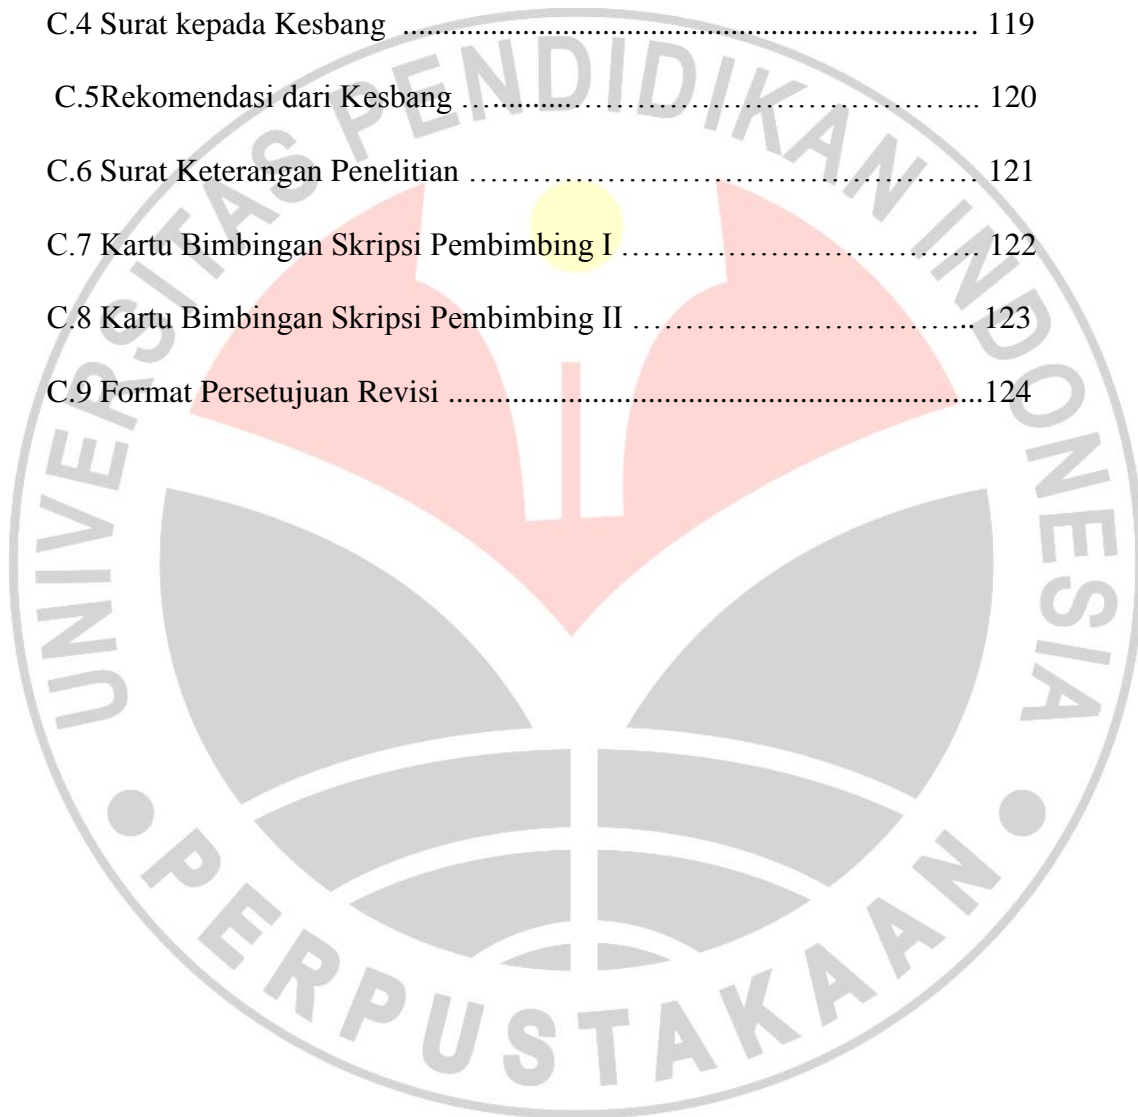 C.4 Surat kepada Kesbang ......................................................................... 119
C.5Rekomendasi dari Kesbang …..........………………………………….. 120
C.6 Surat Keterangan Penelitian ………………………………………… 121
C.7 Kartu Bimbingan Skripsi Pembimbing I …………………………… 122
C.8 Kartu Bimbingan Skripsi Pembimbing II ………………………….. 123
C.9 Format Persetujuan Revisi ....................................................................124
UNIVERSITAS PENDIDIKAN INDONESIA
PERPUSTAKAAN